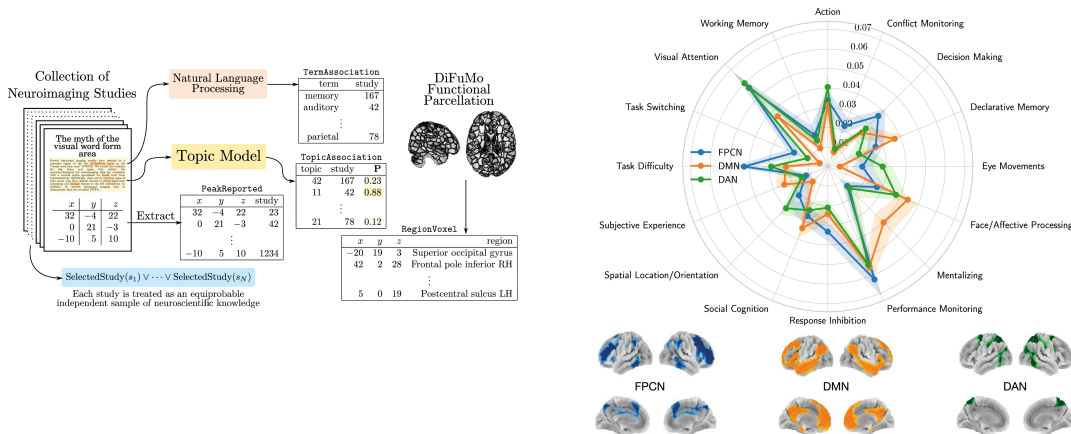 Collection of
Neuroimaging Studies
The myth of the
visual word form
area
x y z
32 −4 22
0 21 −3
−10 5 10
Natural Language
Processing
Topic Model
Extract
TermAssociation
term study
memory 167
auditory 42
⋮
parietal 78
TopicAssociation
topic study P
42 167 0.23
11 42 0.88
⋮
21 78 0.12
PeakReported
x y z study
32 −4 22 23
0 21 −3 42
⋮
−10 5 10 1234
SelectedStudy(s₁) ∨ ⋯ ∨ SelectedStudy(s_N)
Each study is treated as an equiprobable
independent sample of neuroscientific knowledge
DiFuMo
Functional
Parcellation
RegionVoxel
x y z region
−20 19 3 Superior occipital gyrus
42 2 28 Frontal pole inferior RH
⋮
5 0 19 Postcentral sulcus LH
Action
Conflict Monitoring
Decision Making
Declarative Memory
Eye Movements
Face/Affective Processing
Mentalizing
Performance Monitoring
Response Inhibition
Social Cognition
Spatial Location/Orientation
Subjective Experience
Task Difficulty
Task Switching
Visual Attention
Working Memory
0.07
0.06
0.05
0.04
0.03
FPCN
DMN
DAN
FPCN
DMN
DAN